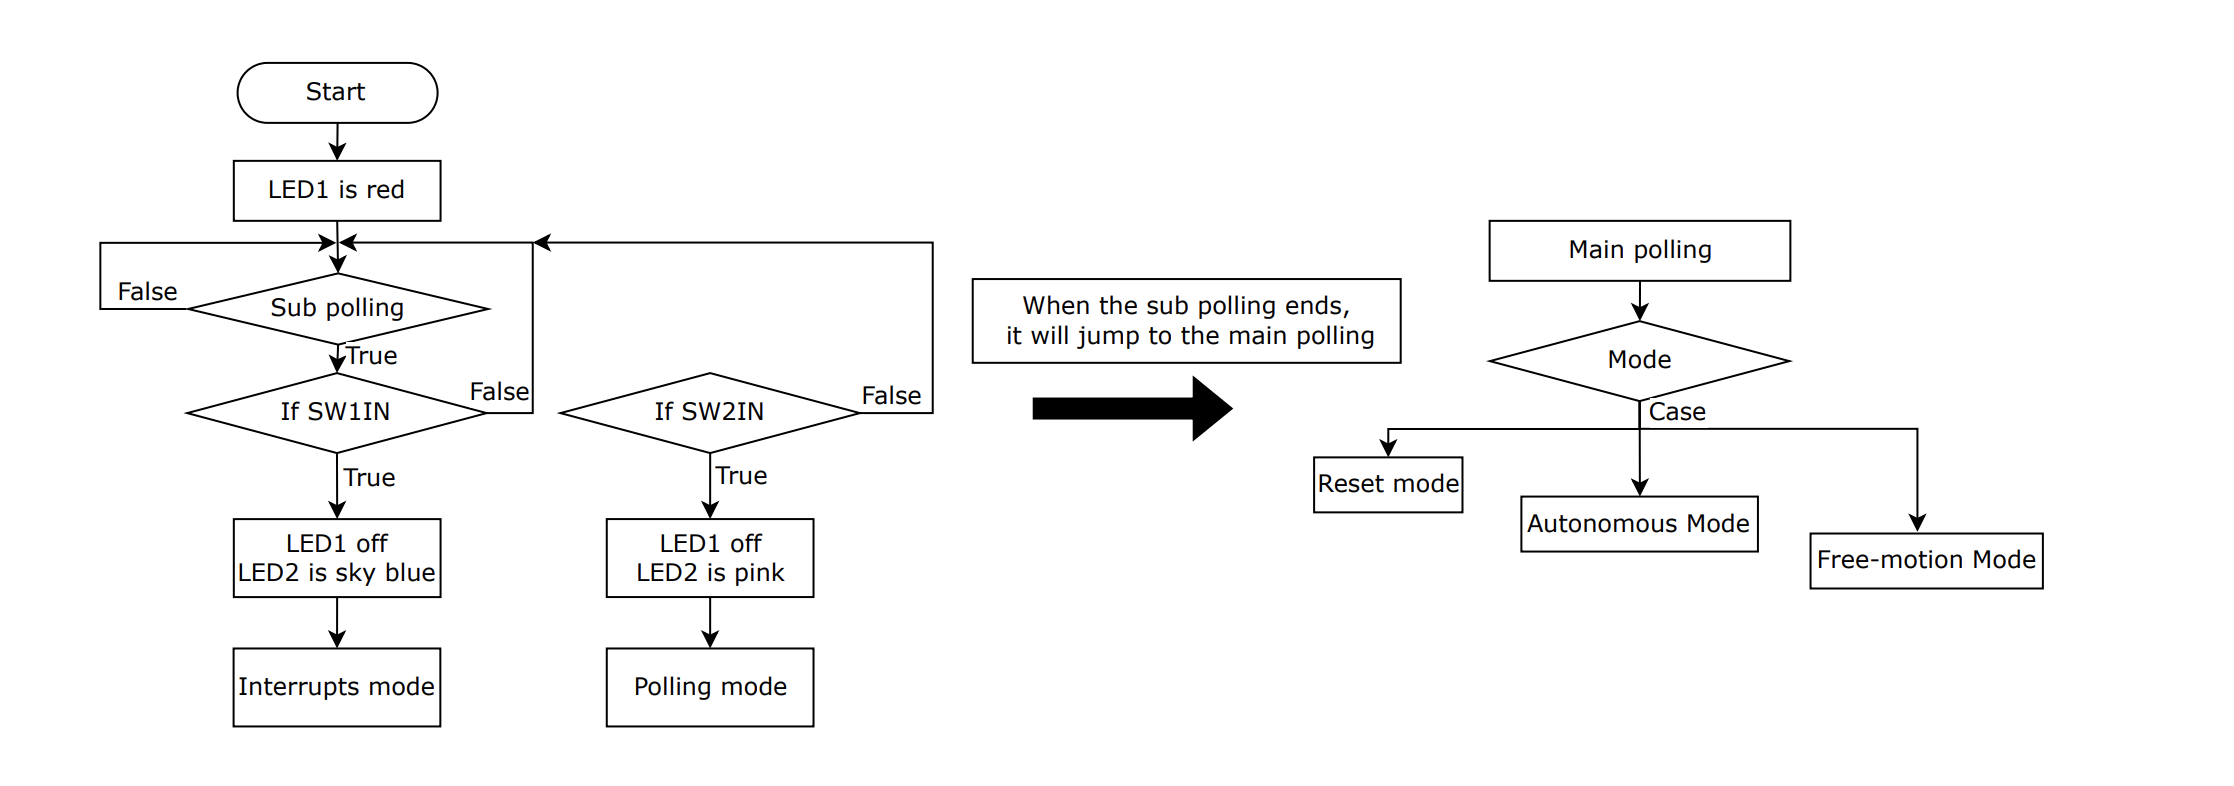 Start
LED1 is red
False
Sub polling
True
If SW1IN
False
If SW2IN
False
True
True
LED1 off
LED2 is sky blue
LED1 off
LED2 is pink
Interrupts mode
Polling mode
When the sub polling ends,
it will jump to the main polling
Main polling
Mode
Case
Reset mode
Autonomous Mode
Free-motion Mode